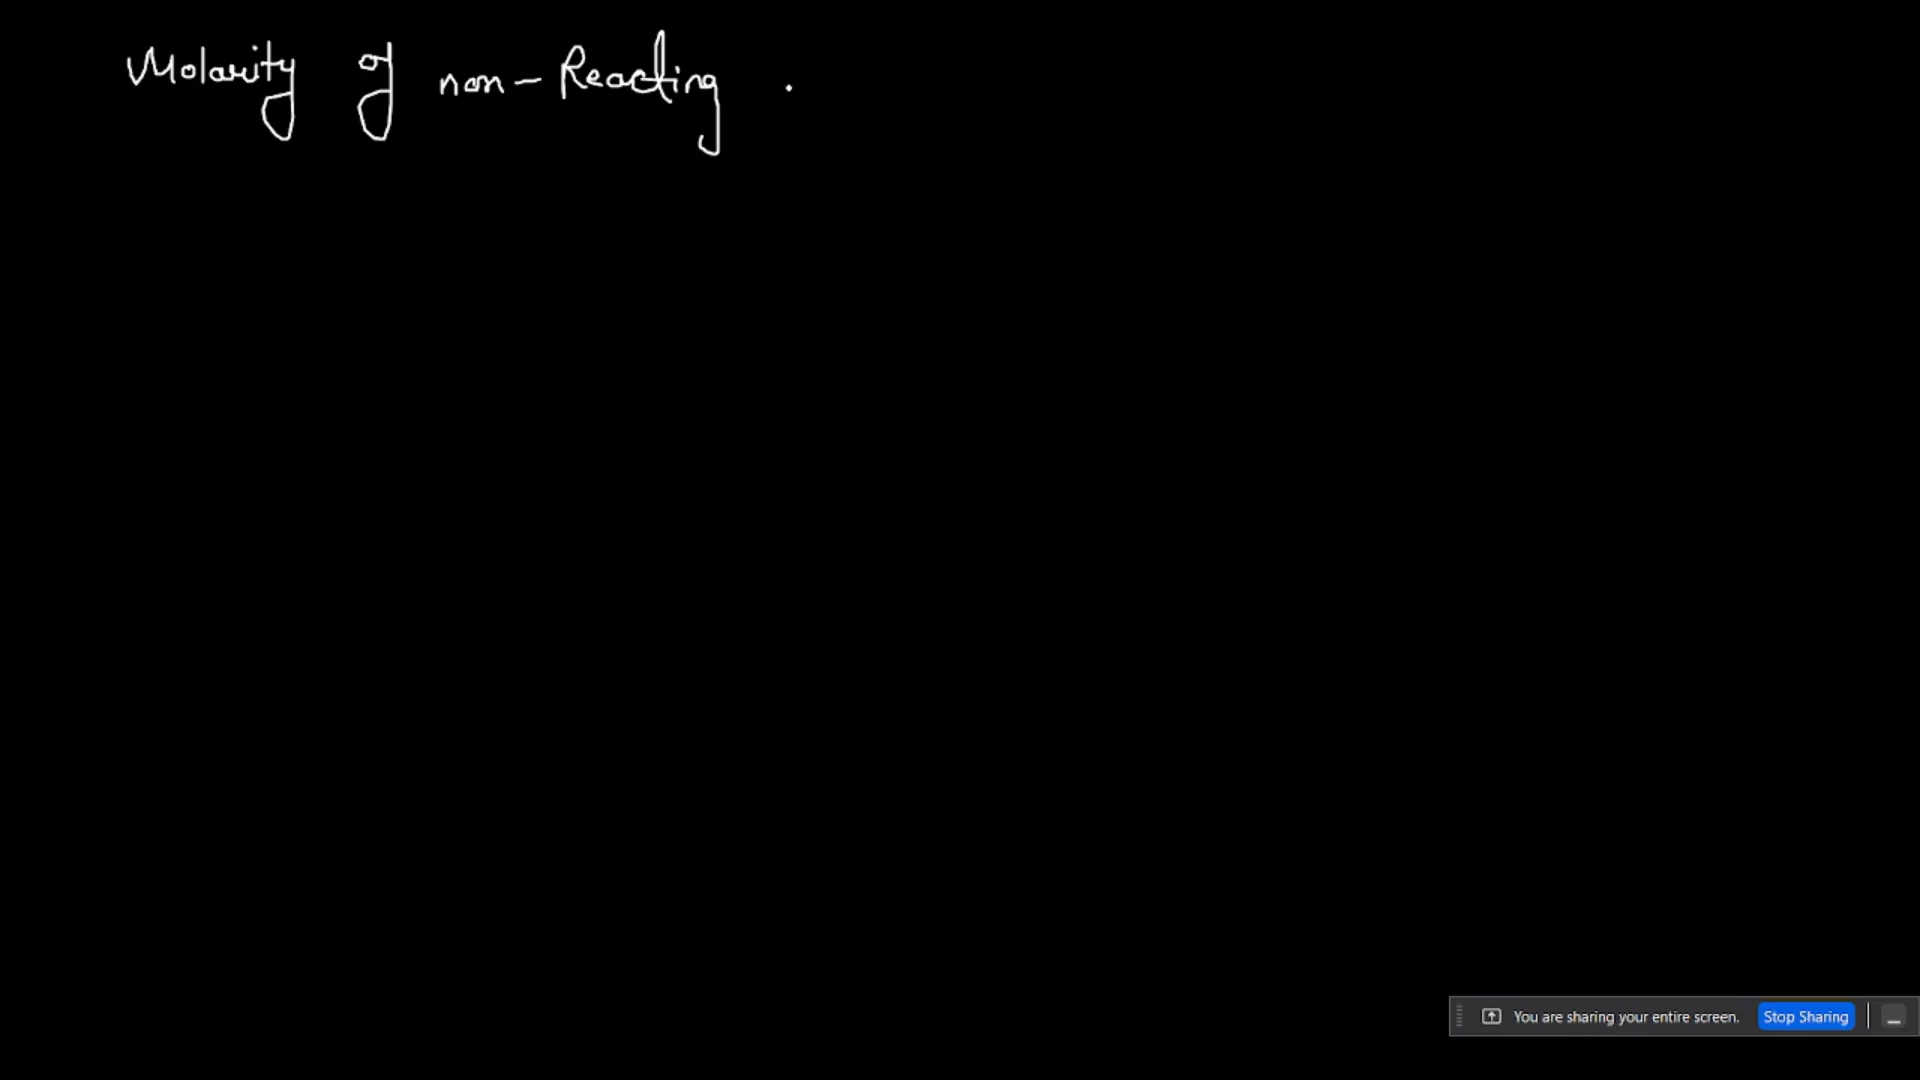 Molarity of non-Reacting .
You are sharing your entire screen. Stop Sharing